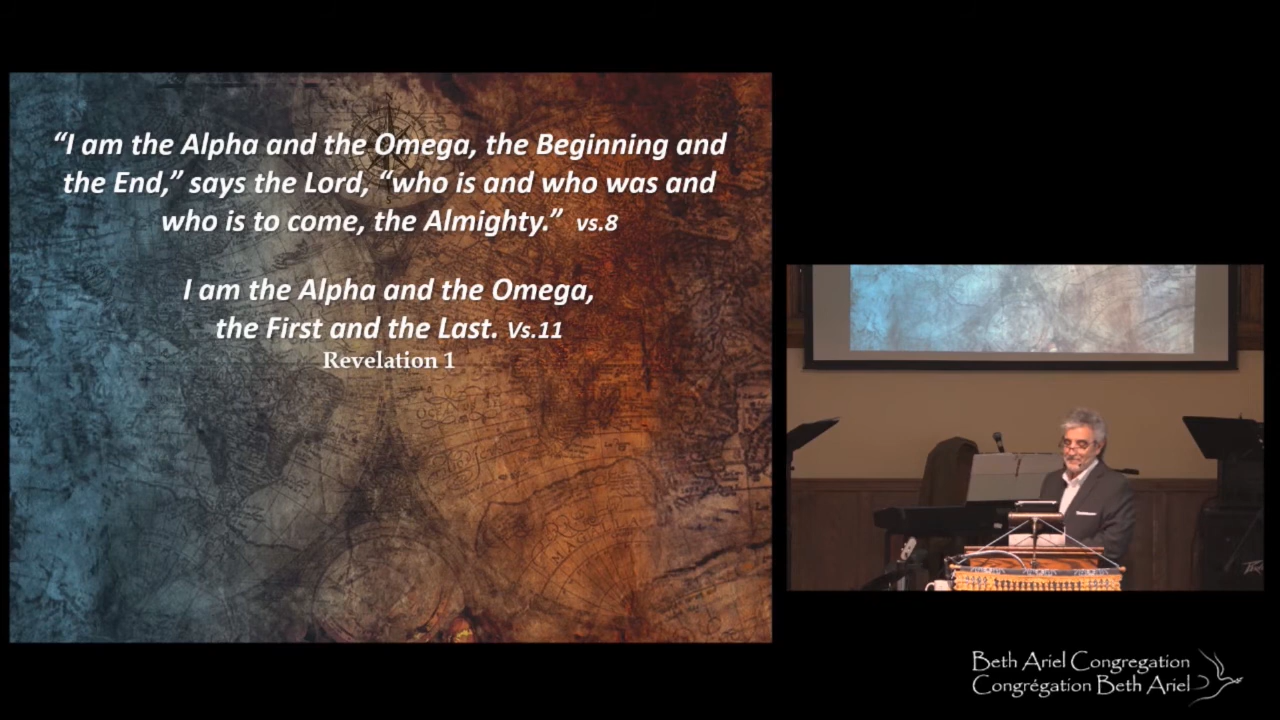 “I am the Alpha and the Omega, the Beginning and
the End,” says the Lord, “who is and who was and
who is to come, the Almighty.” vs.8
I am the Alpha and the Omega,
the First and the Last. Vs.11
Revelation 1
Beth Ariel Congregation
Congrégation Beth Ariel